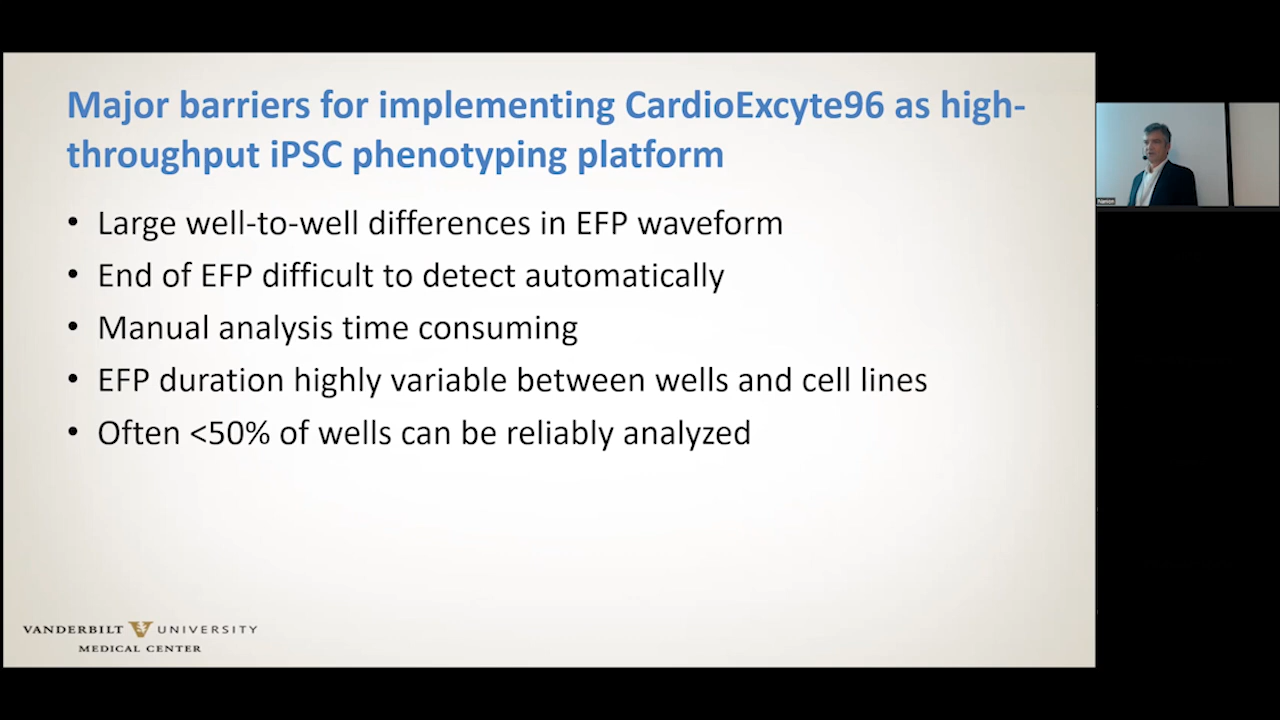 Major barriers for implementing CardioExcyte96 as high-
throughput iPSC phenotyping platform
• Large well-to-well differences in EFP waveform
• End of EFP difficult to detect automatically
• Manual analysis time consuming
• EFP duration highly variable between wells and cell lines
• Often <50% of wells can be reliably analyzed
Nanion
VANDERBILT UNIVERSITY
MEDICAL CENTER